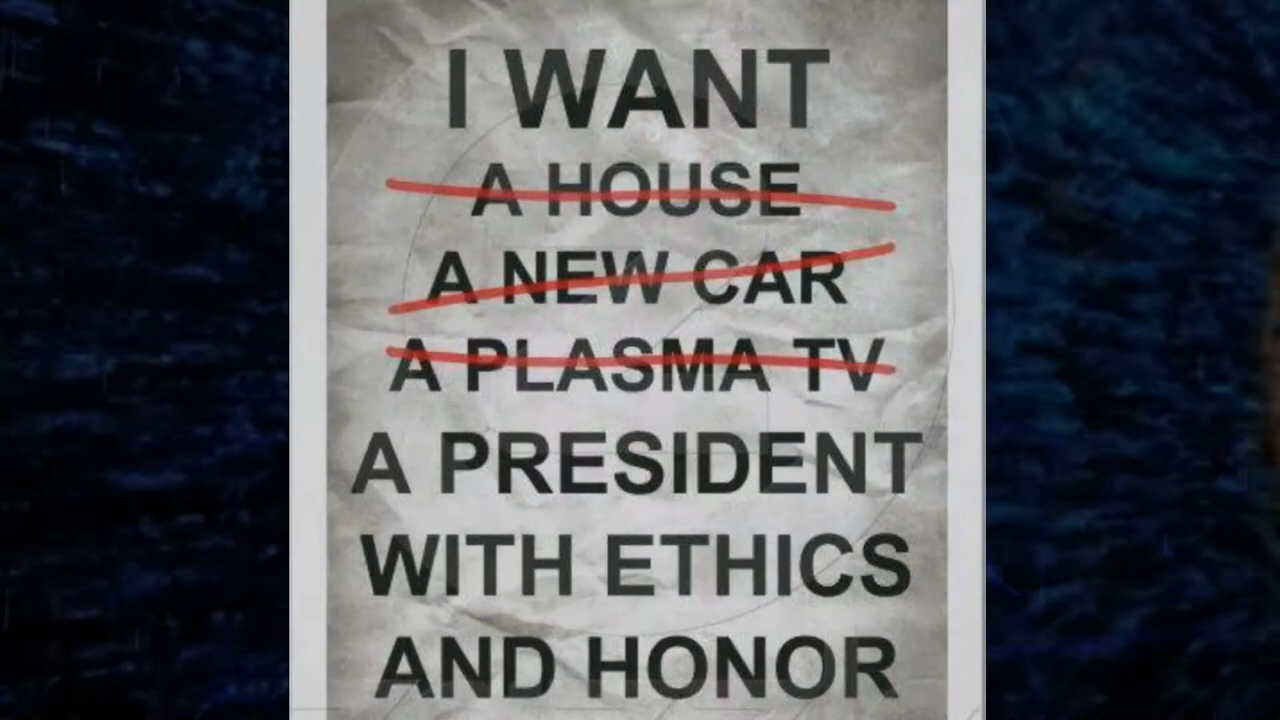 I WANT
A HOUSE
A NEW CAR
A PLASMA TV
A PRESIDENT
WITH ETHICS
AND HONOR